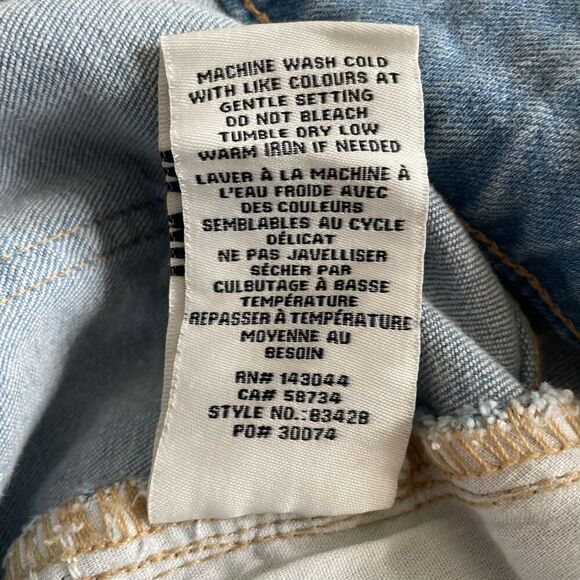 MACHINE WASH COLD
WITH LIKE COLOURS AT
GENTLE SETTING
DO NOT BLEACH
TUMBLE DRY LOW
WARM IRON IF NEEDED
LAVER À LA MACHINE À
L'EAU FROIDE AVEC
DES COULEURS
SEMBLABLES AU CYCLE
DÉLICAT
NE PAS JAVELLISER
SÉCHER PAR
CULBUTAGE À BASSE
TEMPÉRATURE
REPASSER À TEMPÉRATURE
MOYENNE AU
BESOIN
RN# 143044
CA# 58734
STYLE NO.:83428
PO# 30074